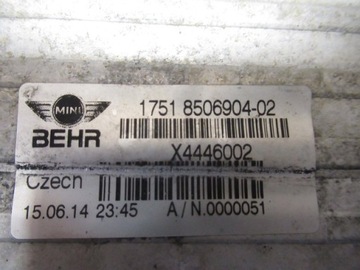 MINI
1751 8506904-02
BEHR
X4446002
Czech
15.06.14 23:45 A/N.0000051